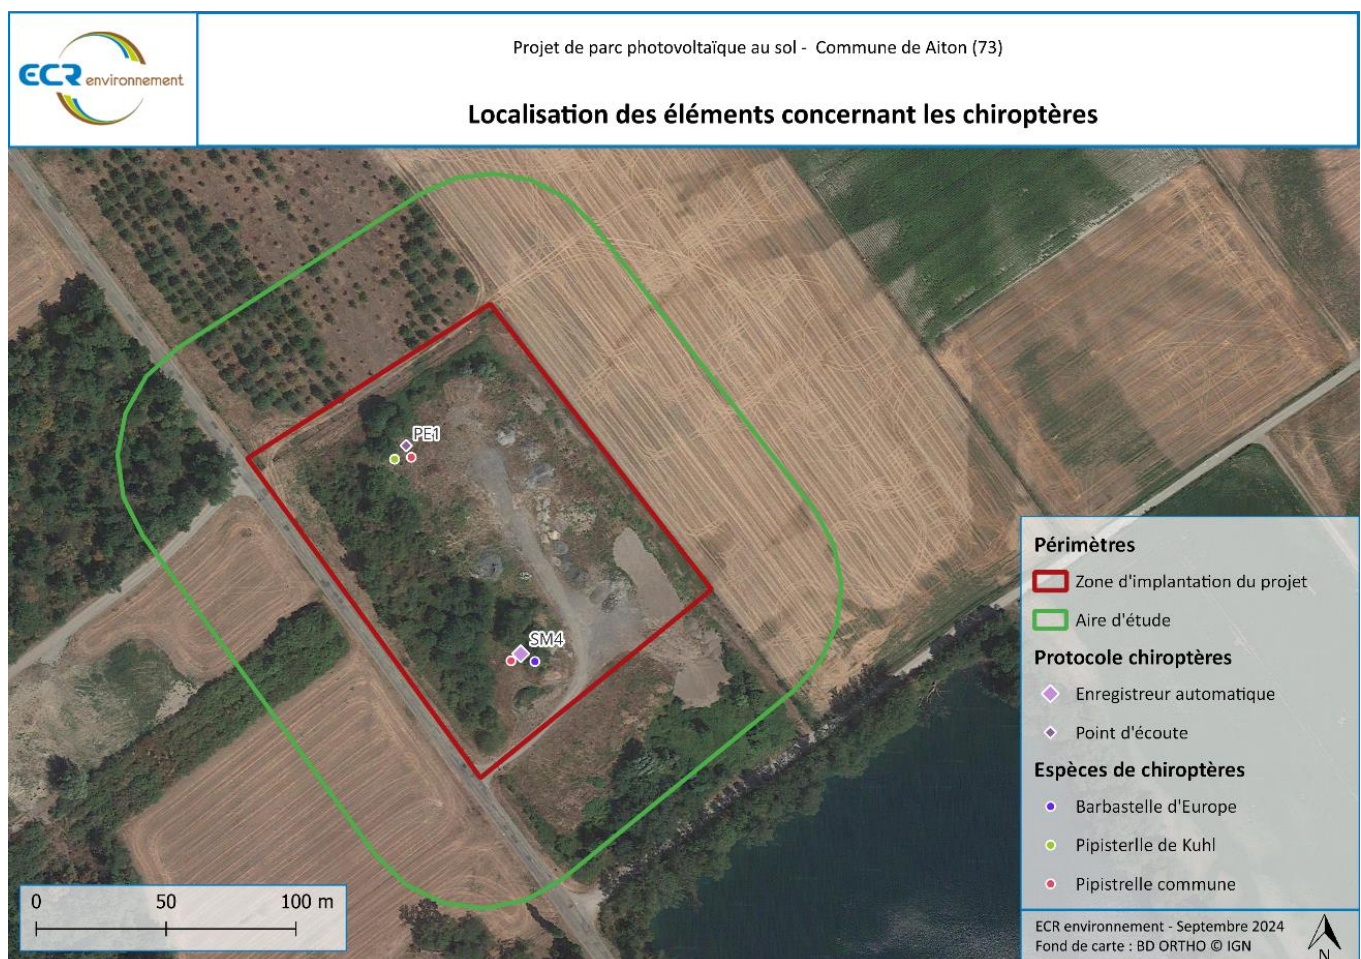 ECR environnement
Projet de parc photovoltaïque au sol - Commune de Aiton (73)
Localisation des éléments concernant les chiroptères
PE1
SM4
Périmètres
Zone d'implantation du projet
Aire d'étude
Protocole chiroptères
Enregistreur automatique
Point d'écoute
Espèces de chiroptères
Barbastelle d'Europe
Pipisterlle de Kuhl
Pipistrelle commune
0 50 100 m
ECR environnement - Septembre 2024
Fond de carte : BD ORTHO © IGN
N